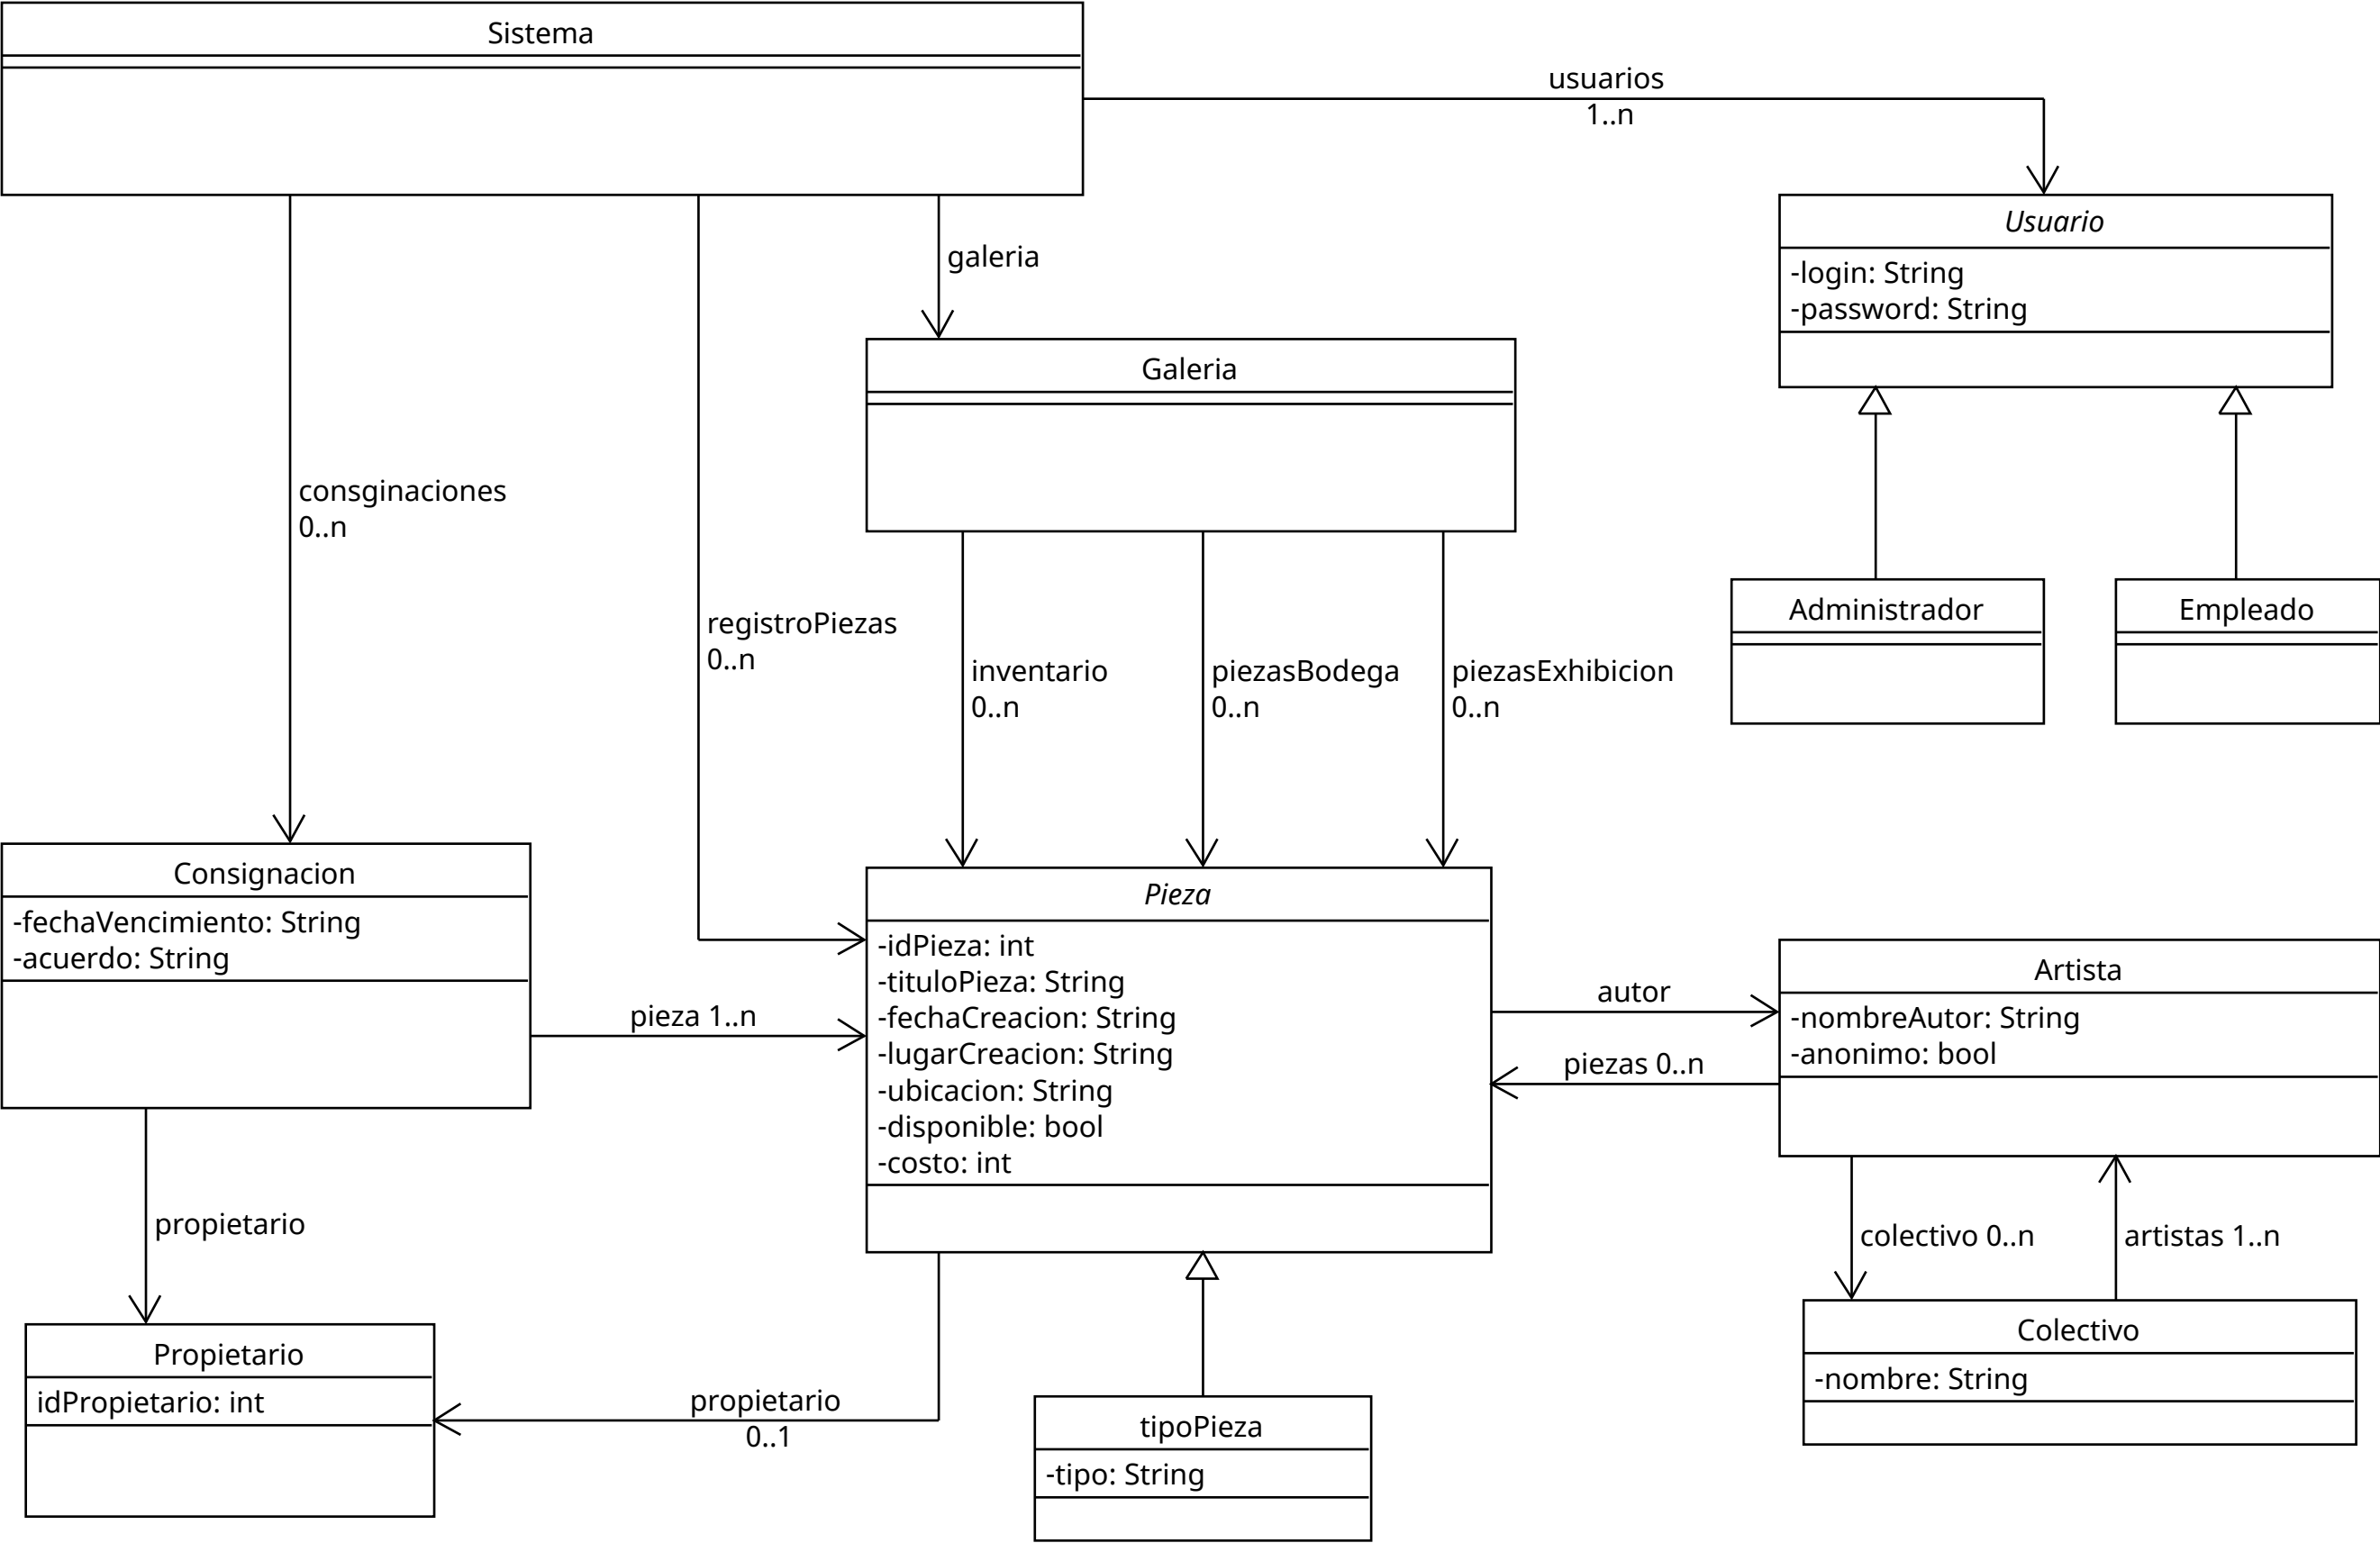 Sistema
usuarios
1..n
Usuario
-login: String
-password: String
galeria
Galeria
consginaciones
0..n
registroPiezas
0..n
inventario
0..n
piezasBodega
0..n
piezasExhibicion
0..n
Administrador
Empleado
Consignacion
-fechaVencimiento: String
-acuerdo: String
pieza 1..n
Pieza
-idPieza: int
-tituloPieza: String
-fechaCreacion: String
-lugarCreacion: String
-ubicacion: String
-disponible: bool
-costo: int
autor
piezas 0..n
Artista
-nombreAutor: String
-anonimo: bool
propietario
colectivo 0..n
artistas 1..n
Propietario
idPropietario: int
propietario
0..1
tipoPieza
-tipo: String
Colectivo
-nombre: String